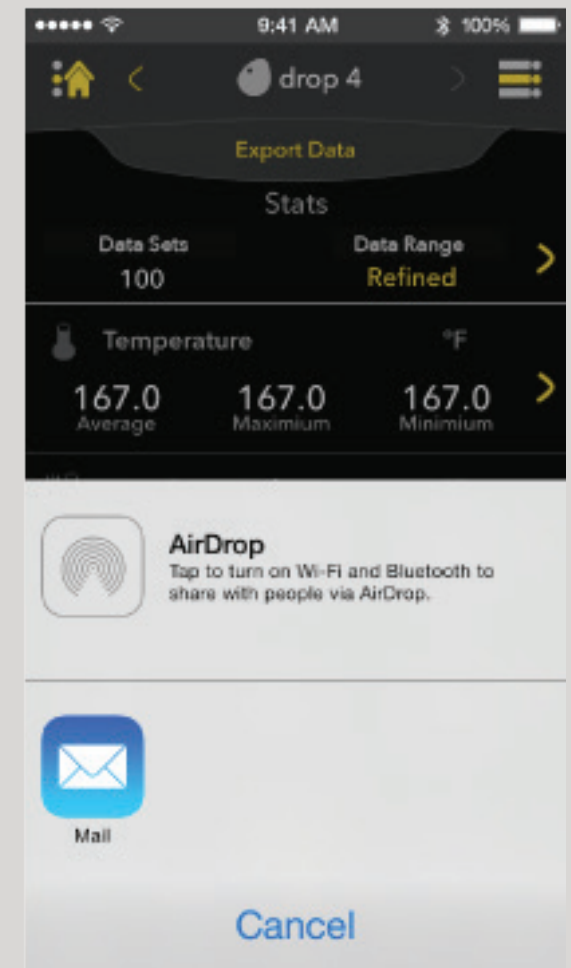 9:41 AM
100%
drop 4
Export Data
Stats
Data Sets
Data Range
100
Refined
Temperature
°F
167.0
167.0
167.0
Average
Maximium
Minimium
AirDrop
Tap to turn on Wi-Fi and Bluetooth to
share with people via AirDrop.
Mail
Cancel